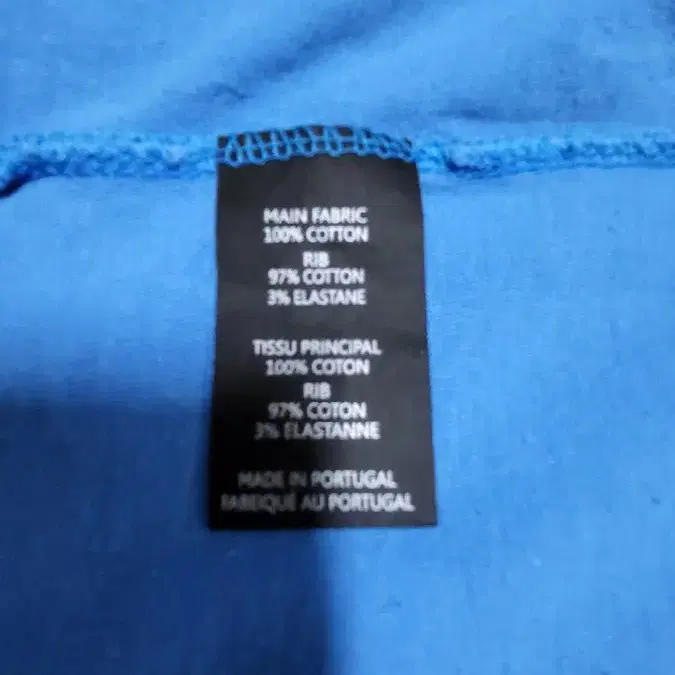 MAIN FABRIC
100% COTTON
RIB
97% COTTON
3% ELASTANE
TISSU PRINCIPAL
100% COTON
RIB
97% COTON
3% ELASTANNE
MADE IN PORTUGAL
FABRIQUÉ AU PORTUGAL